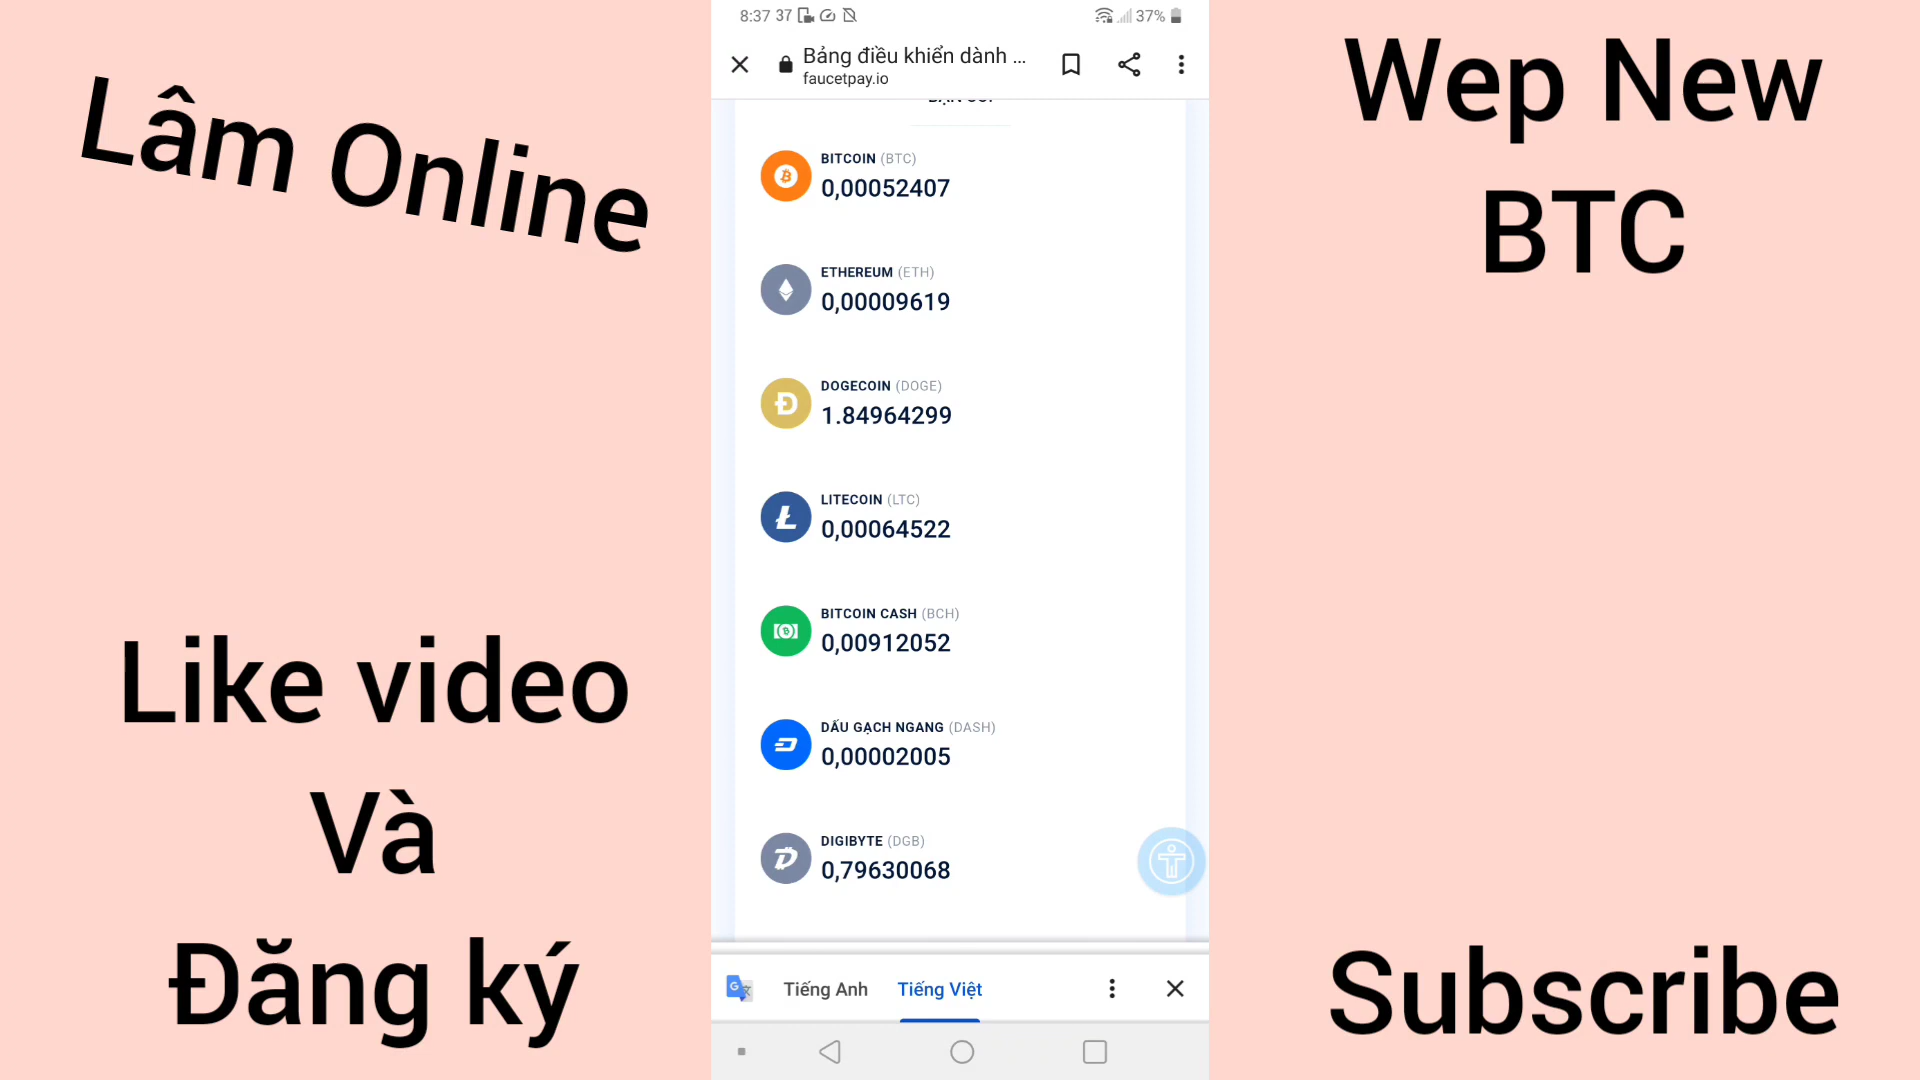 Lâm Online
Like video
Và
Đăng ký
8:37 37
37%
Bảng điều khiển dành ...
faucetpay.io
BITCOIN (BTC)
0,00052407
ETHEREUM (ETH)
0,00009619
DOGECOIN (DOGE)
1.84964299
LITECOIN (LTC)
0,00064522
BITCOIN CASH (BCH)
0,00912052
DẤU GẠCH NGANG (DASH)
0,00002005
DIGIBYTE (DGB)
0,79630068
Tiếng Anh Tiếng Việt
Wep New
BTC
Subscribe